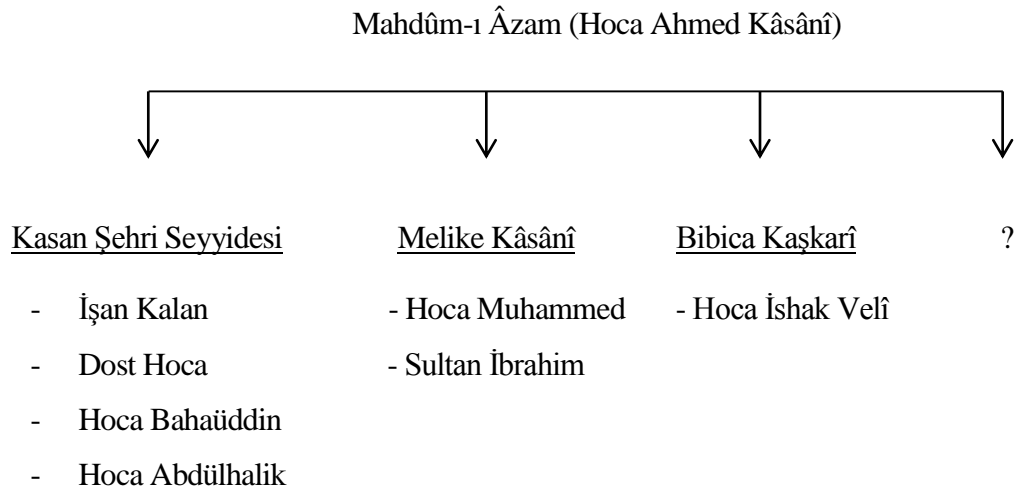 Mahdûm-ı Âzam (Hoca Ahmed Kâsânî)
Kasan Şehri Seyyidesi
Melike Kâsânî
Bibica Kaşkarî
?
- İşan Kalan
- Dost Hoca
- Hoca Bahaüddin
- Hoca Abdülhalik
- Hoca Muhammed
- Sultan İbrahim
- Hoca İshak Velî